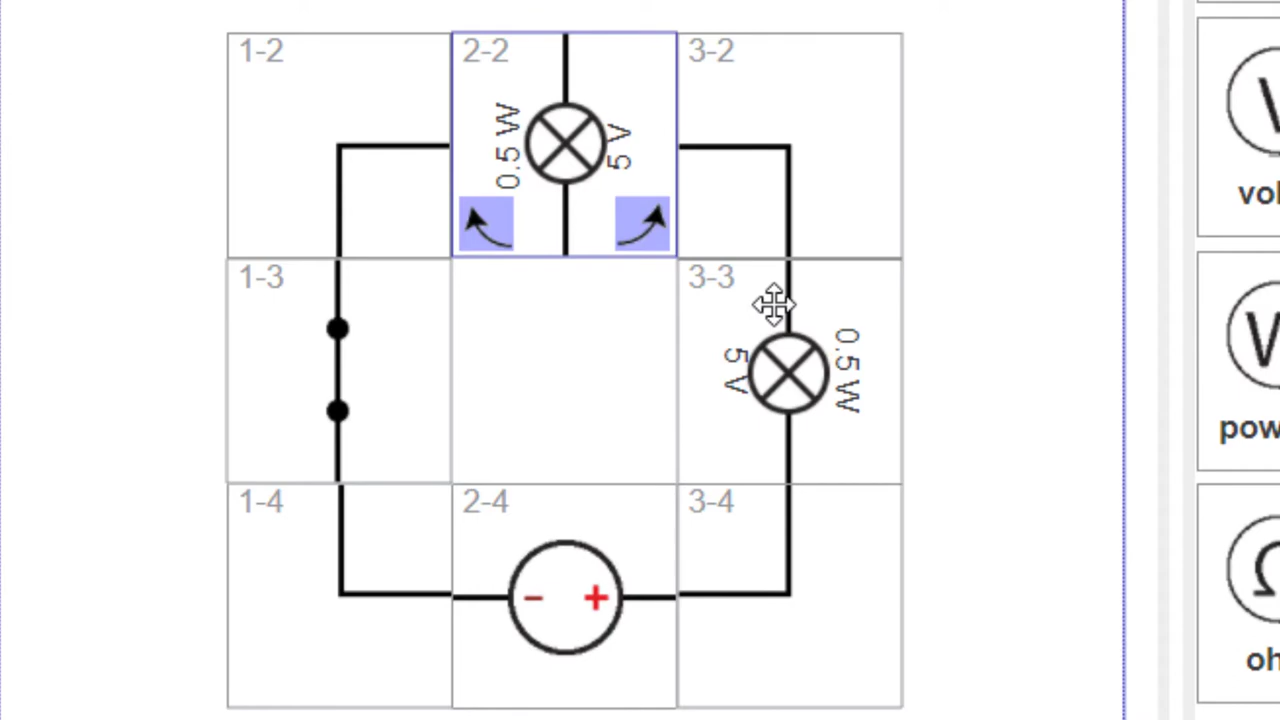 1-2
2-2
3-2
0.5 W
5 V
1-3
3-3
5 V
0.5 W
1-4
2-4
3-4
− +
V
vol
pow
Ω
oh